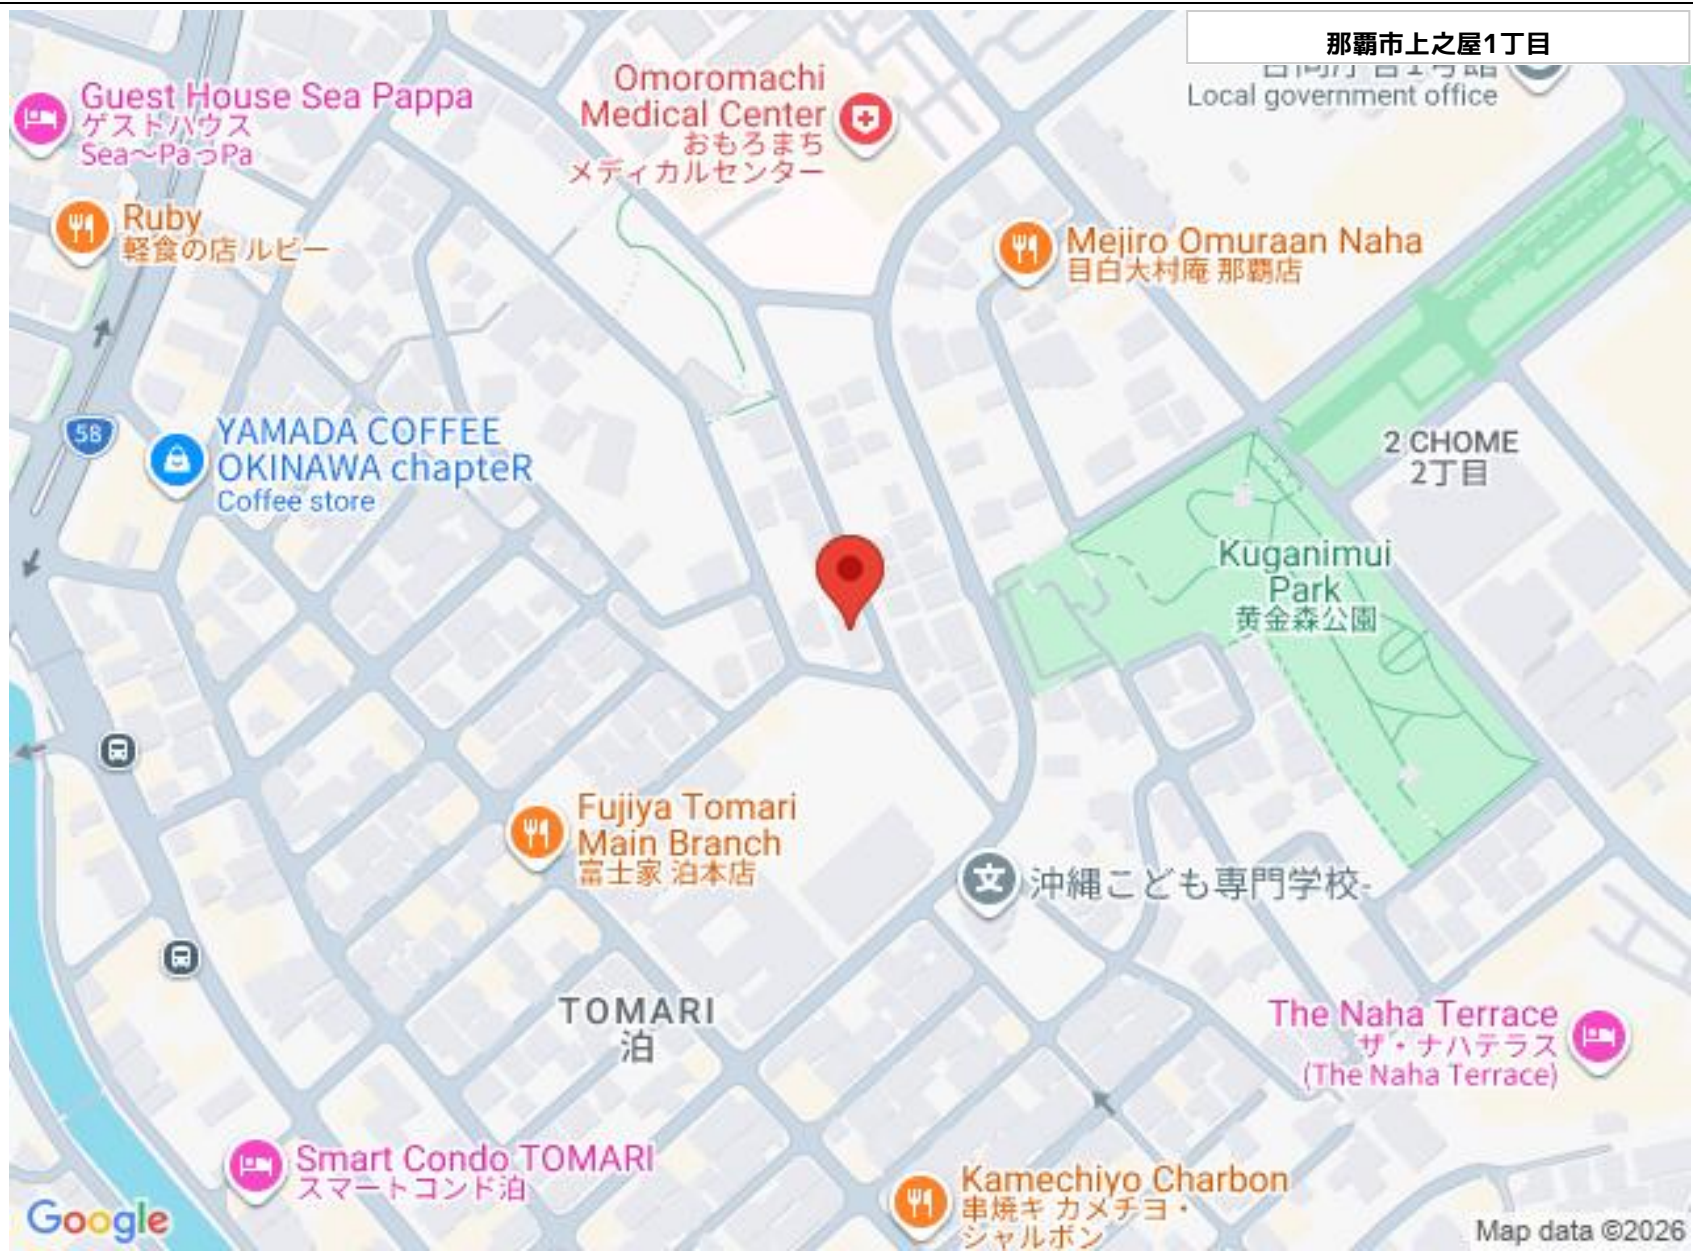 那覇市上之屋1丁目
Local government office
Guest House Sea Pappa
ゲストハウス
Sea〜PaっPa
Omoromachi
Medical Center
おもろまち
メディカルセンター
Ruby
軽食の店 ルビー
Mejiro Omuraan Naha
目白大村庵 那覇店
58
YAMADA COFFEE
OKINAWA chapteR
Coffee store
2 CHOME
2丁目
Kuganimui
Park
黄金森公園
Fujiya Tomari
Main Branch
富士家 泊本店
文
沖縄こども専門学校-
TOMARI
泊
The Naha Terrace
ザ・ナハテラス
(The Naha Terrace)
Smart Condo TOMARI
スマートコンド泊
Kamechiyo Charbon
串焼キ カメチヨ・
シャルボン
Google
Map data ©2026